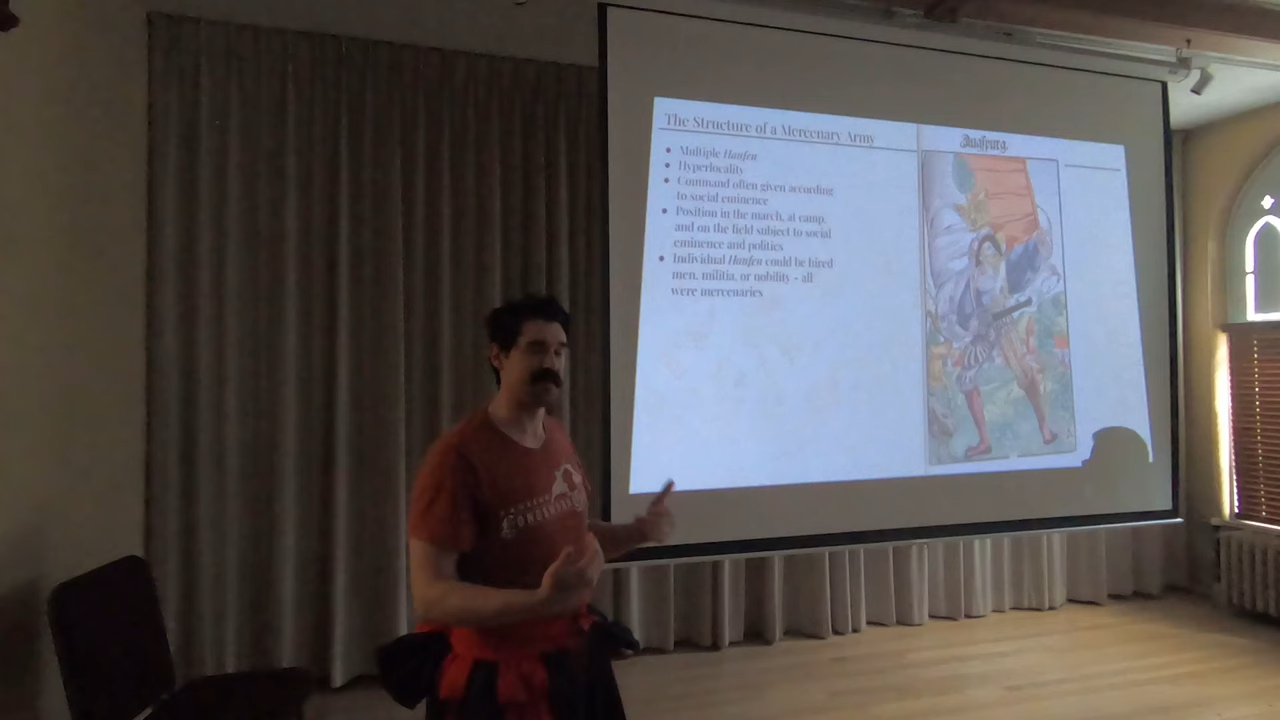 The Structure of a Mercenary Army
Multiple Haufen
Hyperlocality
Command often given according
to social eminence
Position in the march, at camp,
and on the field subject to social
eminence and politics
Individual Haufen could be hired
men, militia, or nobility - all
were mercenaries